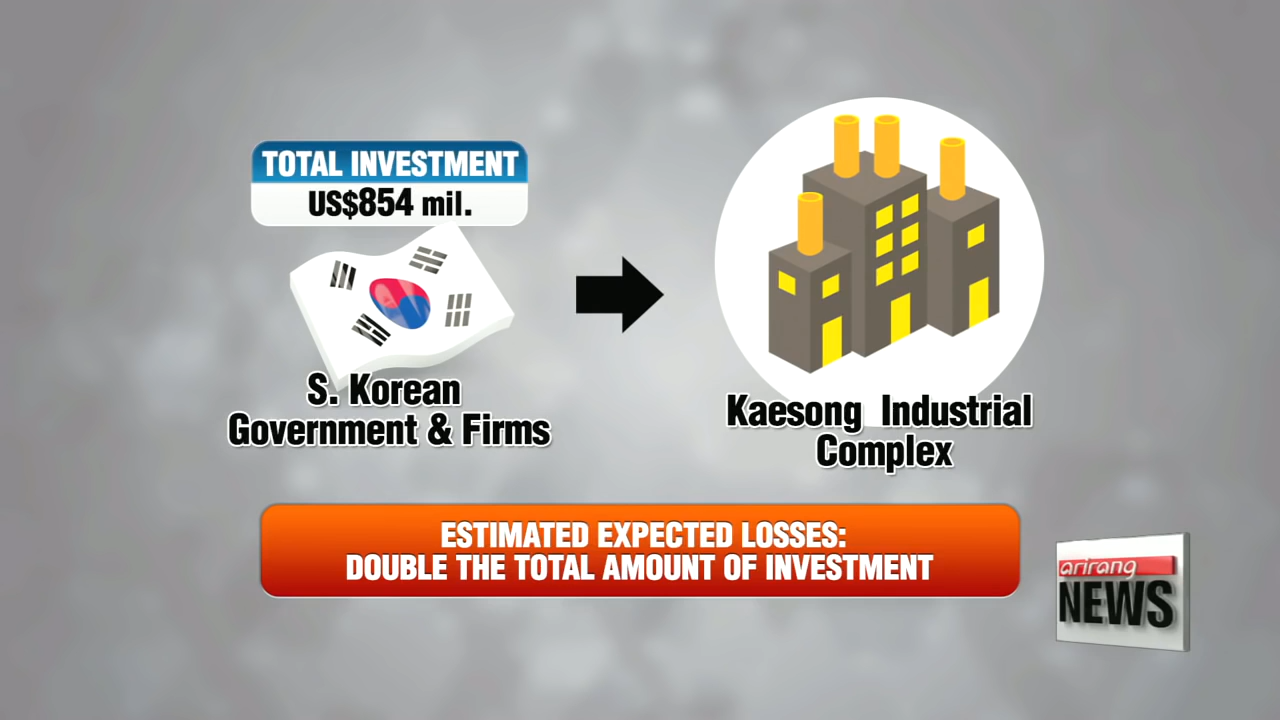 TOTAL INVESTMENT
US$854 mil.
S. Korean
Government & Firms
Kaesong Industrial
Complex
ESTIMATED EXPECTED LOSSES:
DOUBLE THE TOTAL AMOUNT OF INVESTMENT
arirang
NEWS